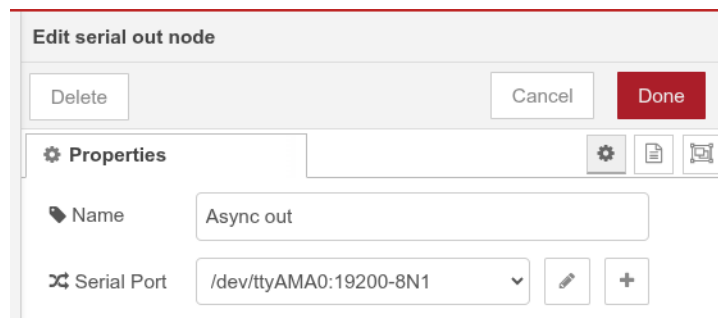 Edit serial out node
Delete Cancel Done
Properties
Name Async out
Serial Port /dev/ttyAMA0:19200-8N1